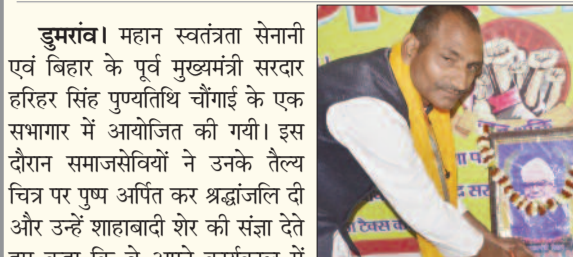 डुमरांव। महान स्वतंत्रता सेनानी
एवं बिहार के पूर्व मुख्यमंत्री सरदार
हरिहर सिंह पुण्यतिथि चौंगाई के एक
सभागार में आयोजित की गयी। इस
दौरान समाजसेवियों ने उनके तैल्य
चित्र पर पुष्प अर्पित कर श्रद्धांजलि दी
और उन्हें शाहाबादी शेर की संज्ञा देते